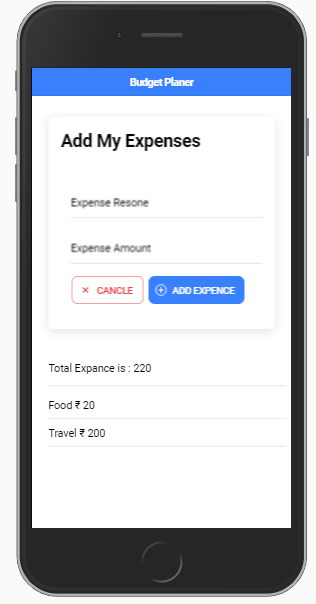 Budget Planer
Add My Expenses
Expense Resone
Expense Amount
× CANCLE
ADD EXPENCE
Total Expance is : 220
Food ₹ 20
Travel ₹ 200